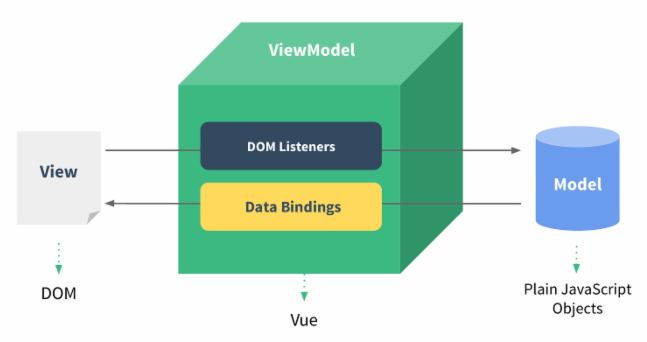 ViewModel
DOM Listeners
View
Model
Data Bindings
DOM
Vue
Plain JavaScript
Objects